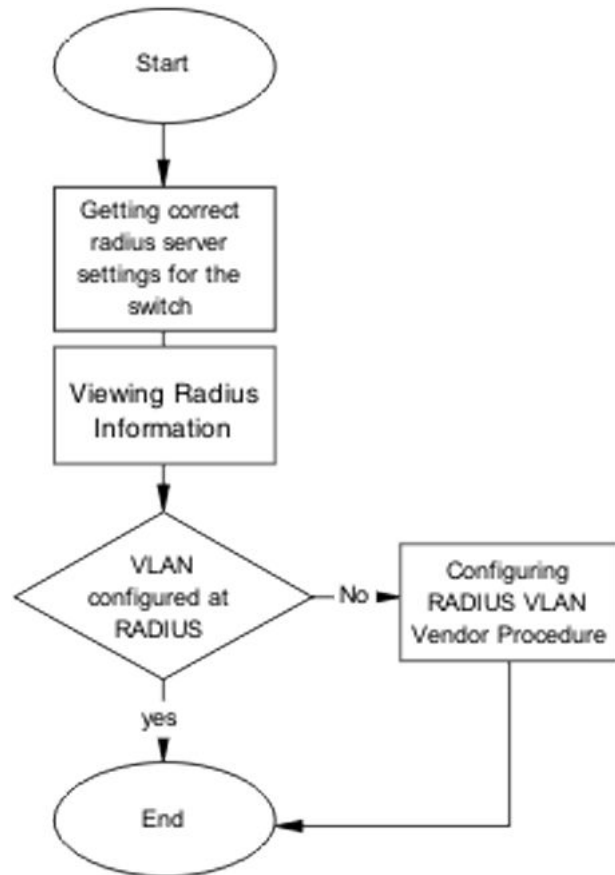 Start
Getting correct
radius server
settings for the
switch
Viewing Radius
Information
VLAN
configured at
RADIUS
No
Configuring
RADIUS VLAN
Vendor Procedure
yes
End